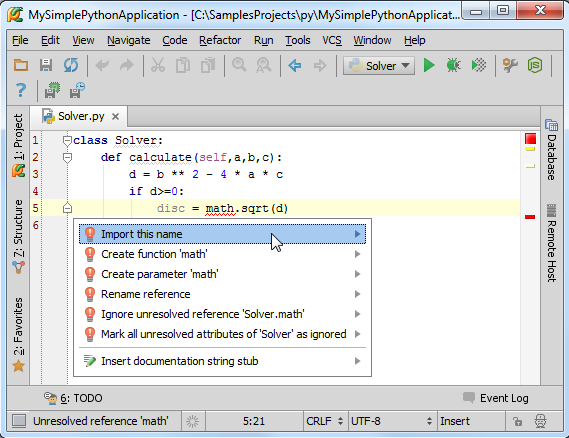 MySimplePythonApplication - [C:\SamplesProjects\py\MySimplePythonApplicat...
File Edit View Navigate Code Refactor Run Tools VCS Window Help
Solver
Solver.py
1: Project
7: Structure
2: Favorites
Database
Remote Host
1 class Solver:
2 def calculate(self,a,b,c):
3 d = b ** 2 - 4 * a * c
4 if d>=0:
5 disc = math.sqrt(d)
6
Import this name
Create function 'math'
Create parameter 'math'
Rename reference
Ignore unresolved reference 'Solver.math'
Mark all unresolved attributes of 'Solver' as ignored
Insert documentation string stub
6: TODO Event Log
Unresolved reference 'math' 5:21 CRLF UTF-8 Insert